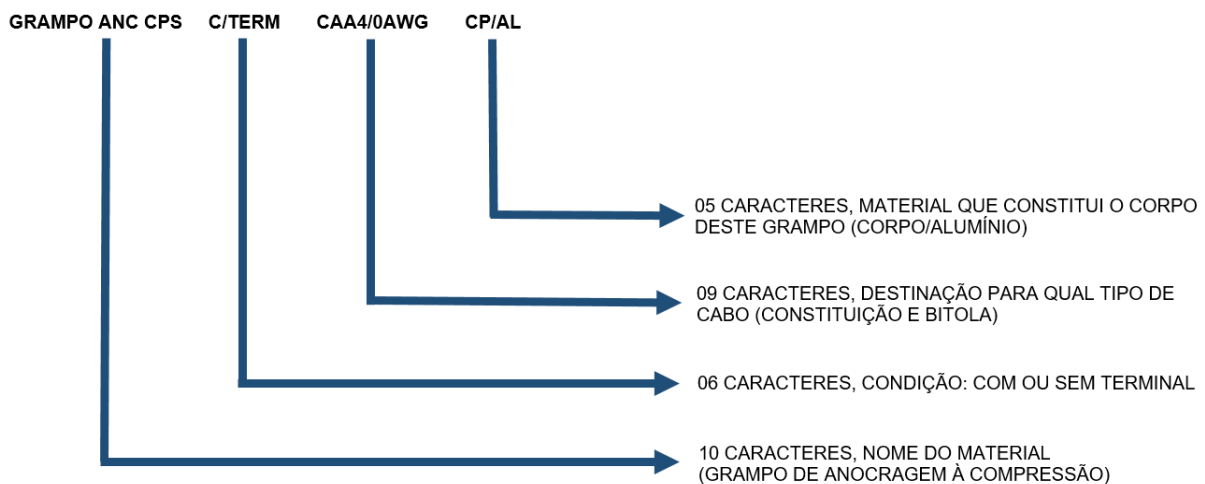 GRAMPO ANC CPS C/TERM CAA4/0AWG CP/AL
05 CARACTERES, MATERIAL QUE CONSTITUI O CORPO
DESTE GRAMPO (CORPO/ALUMÍNIO)
09 CARACTERES, DESTINAÇÃO PARA QUAL TIPO DE
CABO (CONSTITUIÇÃO E BITOLA)
06 CARACTERES, CONDIÇÃO: COM OU SEM TERMINAL
10 CARACTERES, NOME DO MATERIAL
(GRAMPO DE ANOCRAGEM À COMPRESSÃO)